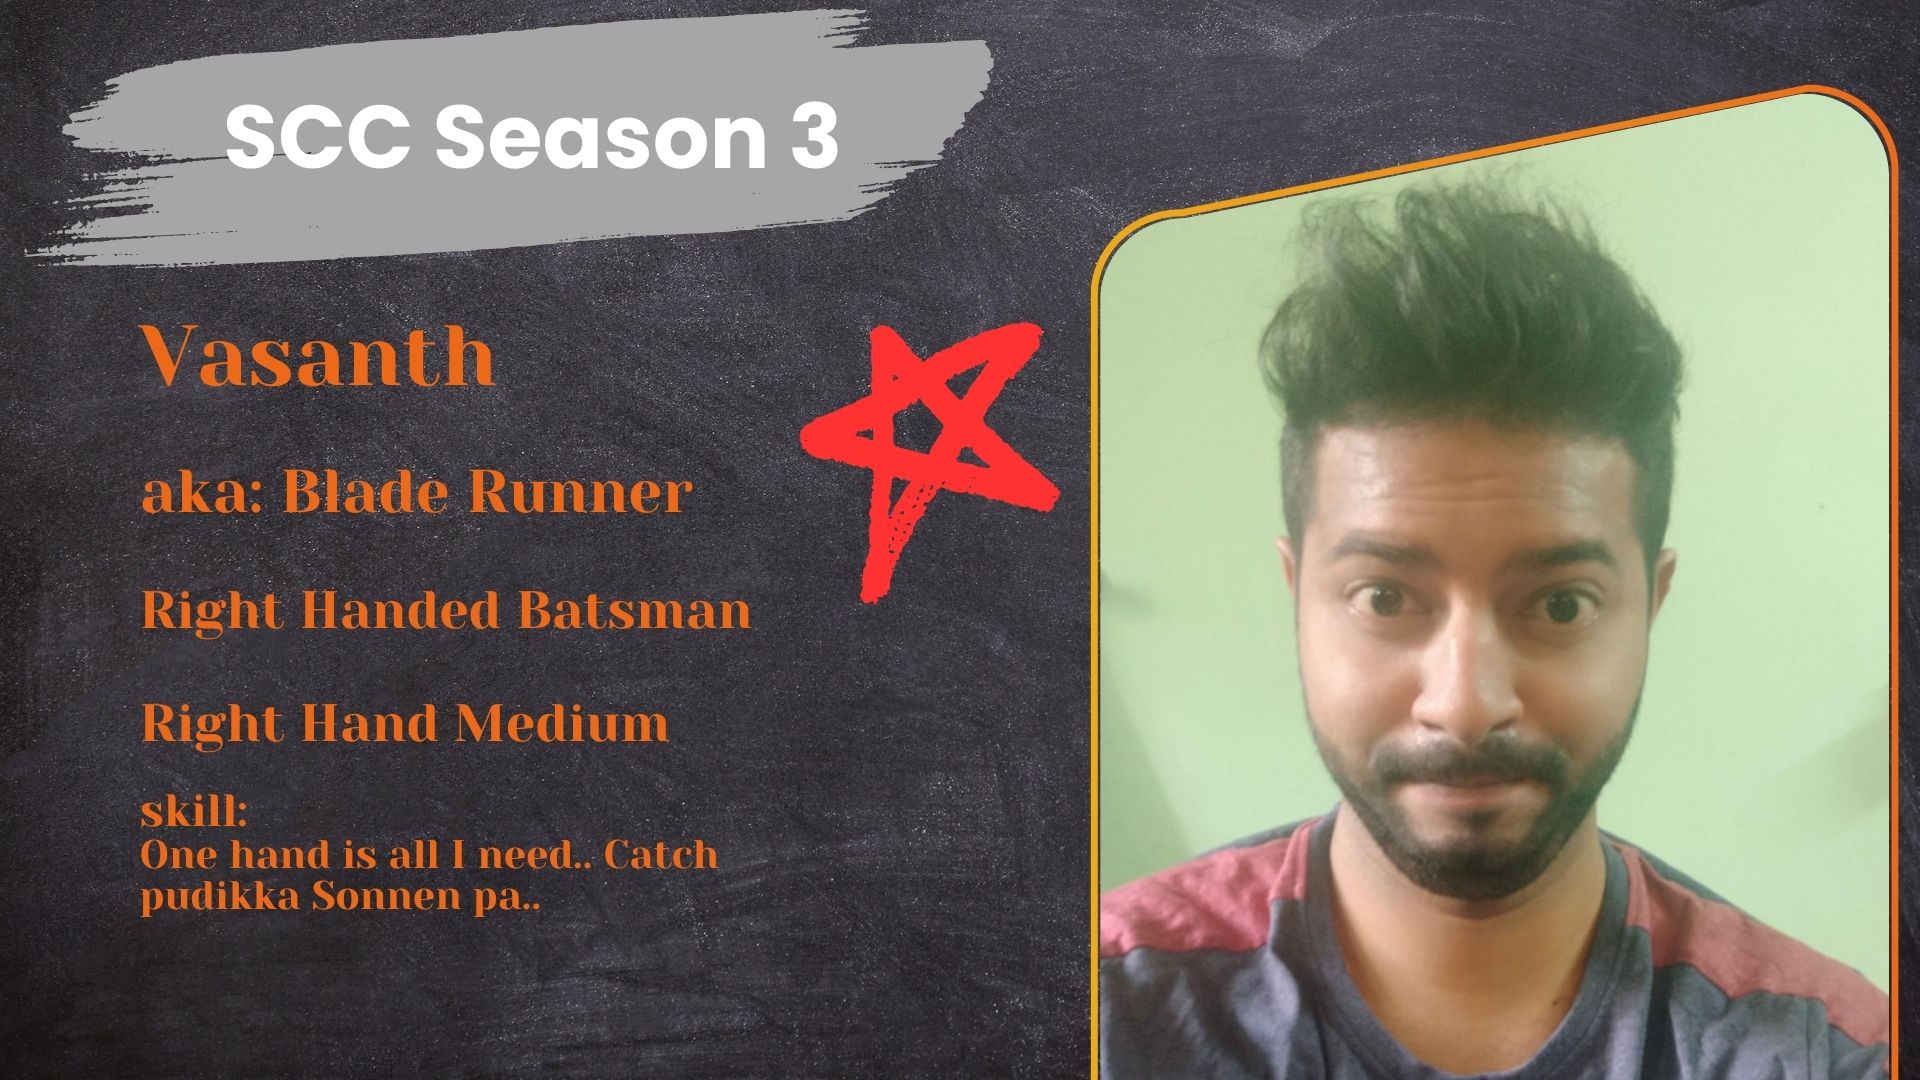 SCC Season 3
Vasanth
aka: Blade Runner
Right Handed Batsman
Right Hand Medium
skill:
One hand is all I need.. Catch
pudikka Sonnen pa..